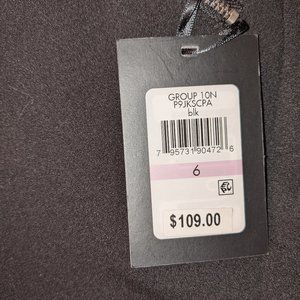 GROUP 10N
P9JKSCPA
blk
7 95731 90472 6
6
$109.00